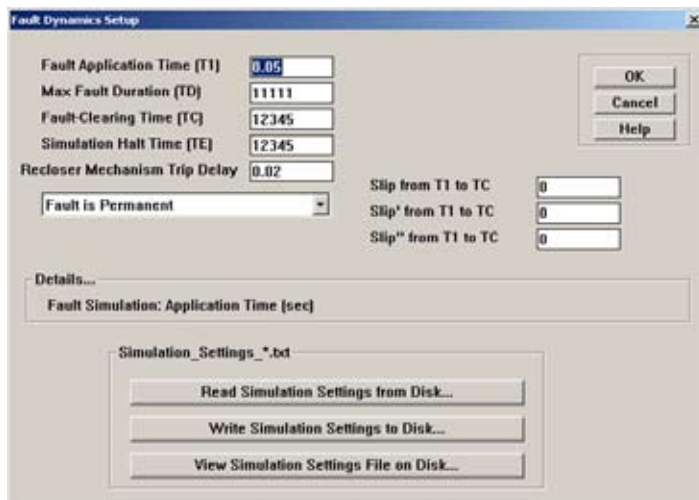 Fault Dynamics Setup
Fault Application Time (T1) 0.05
Max Fault Duration (TD) 11111
Fault-Clearing Time (TC) 12345
Simulation Halt Time (TE) 12345
Recloser Mechanism Trip Delay 0.02
Fault is Permanent
OK
Cancel
Help
Slip from T1 to TC 0
Slip' from T1 to TC 0
Slip'' from T1 to TC 0
Details...
Fault Simulation: Application Time (sec)
Simulation_Settings_*.txt
Read Simulation Settings from Disk...
Write Simulation Settings to Disk...
View Simulation Settings File on Disk...